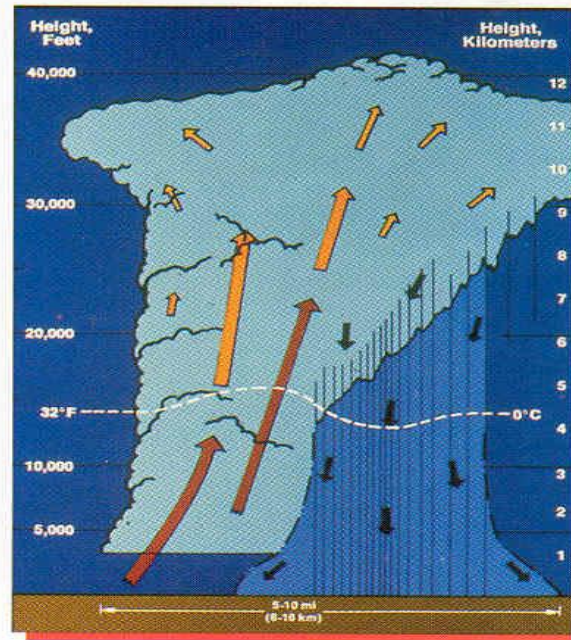 Height,
Feet
Height,
Kilometers
40,000
30,000
20,000
32°F
10,000
5,000
12
11
10
9
8
7
6
5
0°C
4
3
2
1
5-10 mi
(8-16 km)